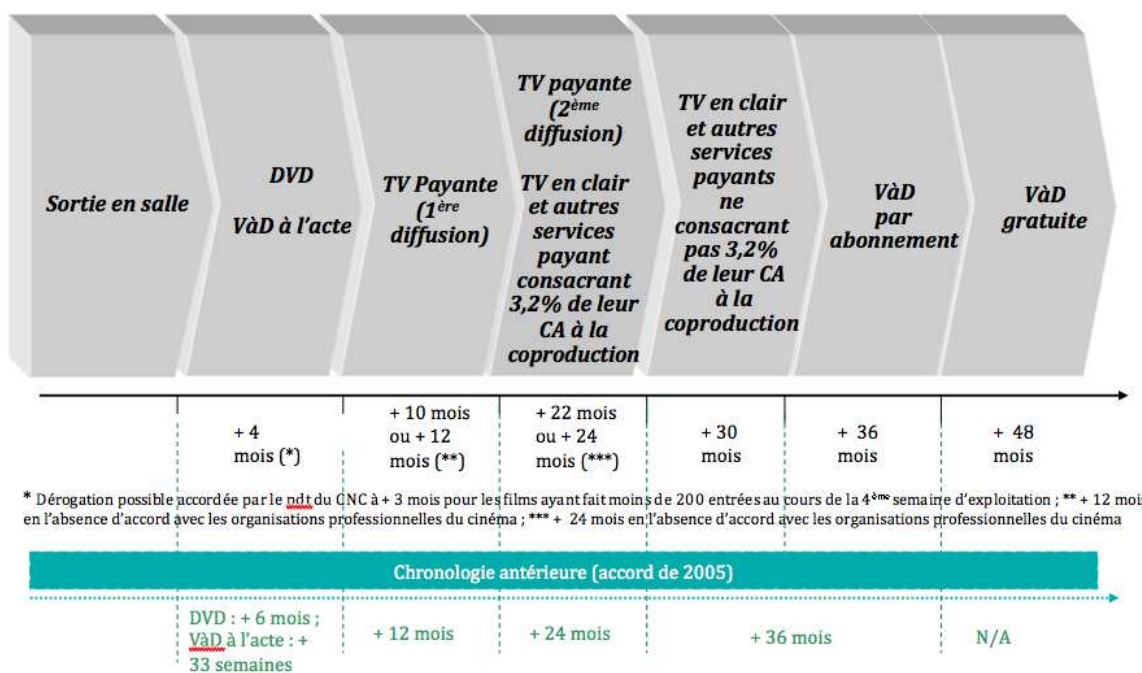 Sortie en salle
DVD
VàD à l'acte
TV Payante
(1ère
diffusion)
TV payante
(2ème
diffusion)
TV en clair
et autres
services
payant
consacrant
3,2% de leur
CA à la
coproduction
TV en clair
et autres
services
payants
ne
consacrant
pas 3,2%
de leur CA
à la
coproduction
VàD
par
abonnement
VàD
gratuite
+ 4
mois (*)
+ 10 mois
ou + 12
mois (**)
+ 22 mois
ou + 24
mois (***)
+ 30
mois
+ 36
mois
+ 48
mois
* Dérogation possible accordée par le pdt du CNC à + 3 mois pour les films ayant fait moins de 200 entrées au cours de la 4ème semaine d'exploitation ; ** + 12 mois
en l'absence d'accord avec les organisations professionnelles du cinéma ; *** + 24 mois en l'absence d'accord avec les organisations professionnelles du cinéma
Chronologie antérieure (accord de 2005)
DVD : + 6 mois ;
VàD à l'acte : +
33 semaines
+ 12 mois
+ 24 mois
+ 36 mois
N/A